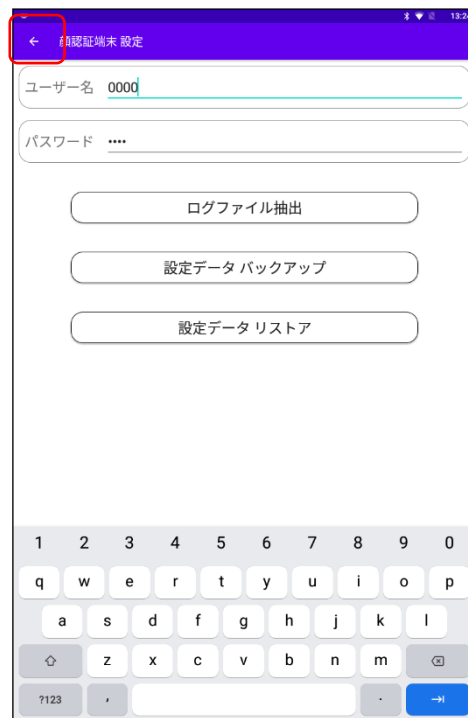 13:24
← 顔認証端末 設定
ユーザー名 0000
パスワード ••••
ログファイル抽出
設定データ バックアップ
設定データ リストア
1 2 3 4 5 6 7 8 9 0
q w e r t y u i o p
a s d f g h j k l
z x c v b n m
?123 , .